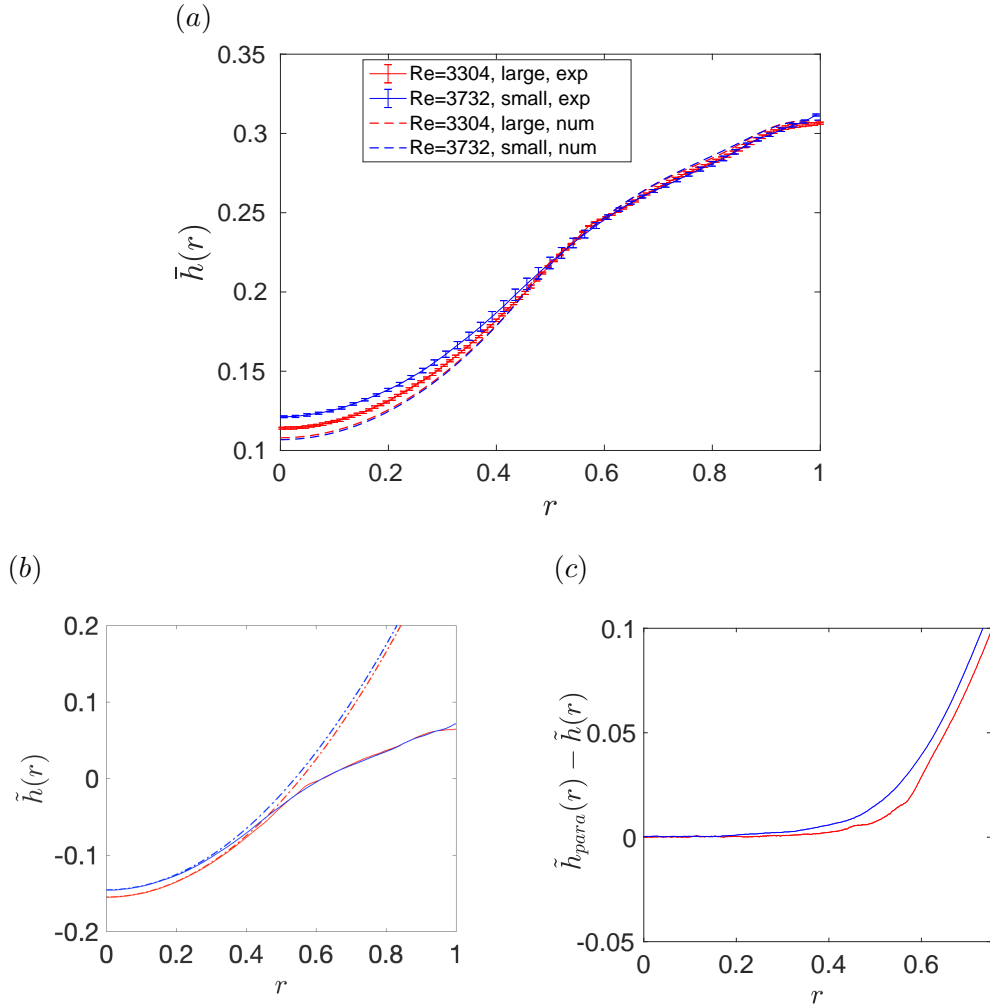 (a)
0.35
0.3
0.25
0.2
0.15
0.1
h̄(r)
Re=3304, large, exp
Re=3732, small, exp
Re=3304, large, num
Re=3732, small, num
0 0.2 0.4 0.6 0.8 1
r
(b)
0.2
0.1
0
-0.1
-0.2
h̃(r)
0 0.2 0.4 0.6 0.8 1
r
(c)
0.1
0.05
0
-0.05
h̃para(r) − h̃(r)
0 0.2 0.4 0.6
r